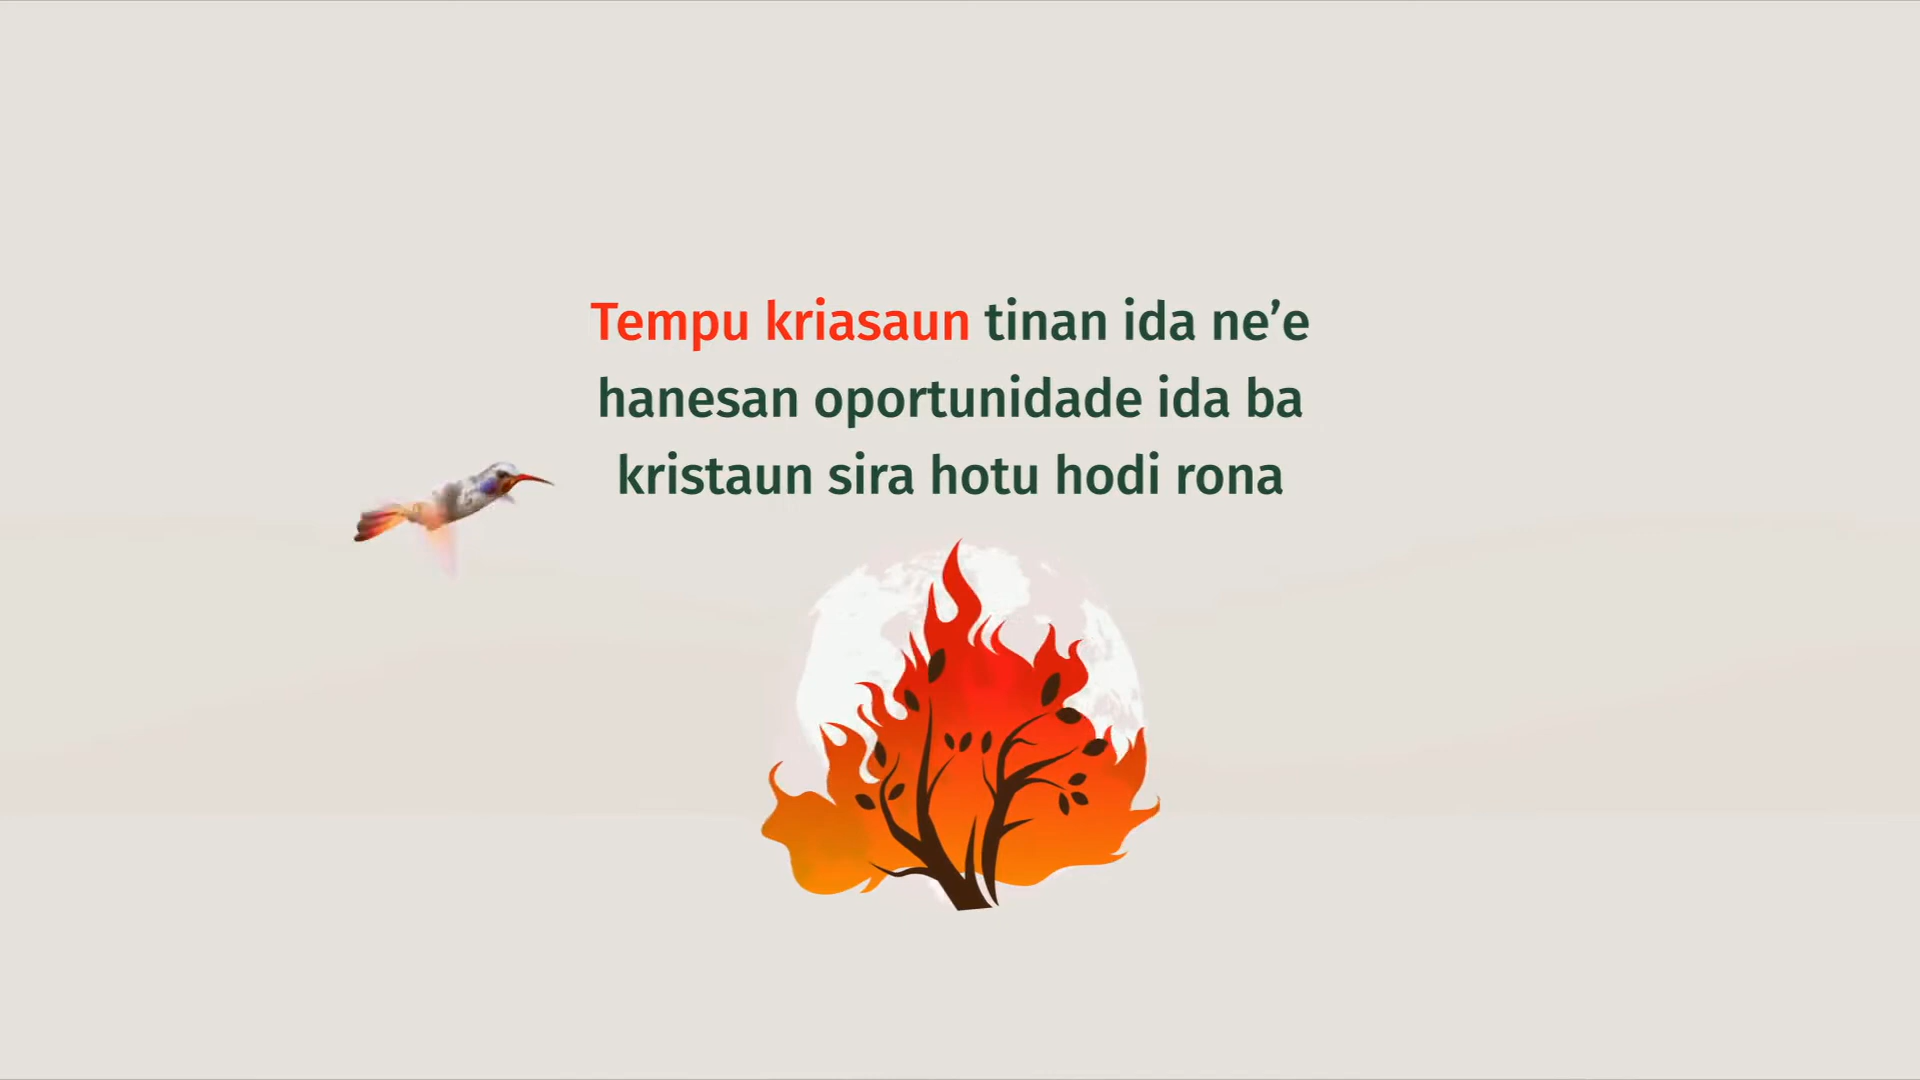 Tempu kriasaun tinan ida ne’e
hanesan oportunidade ida ba
kristaun sira hotu hodi rona